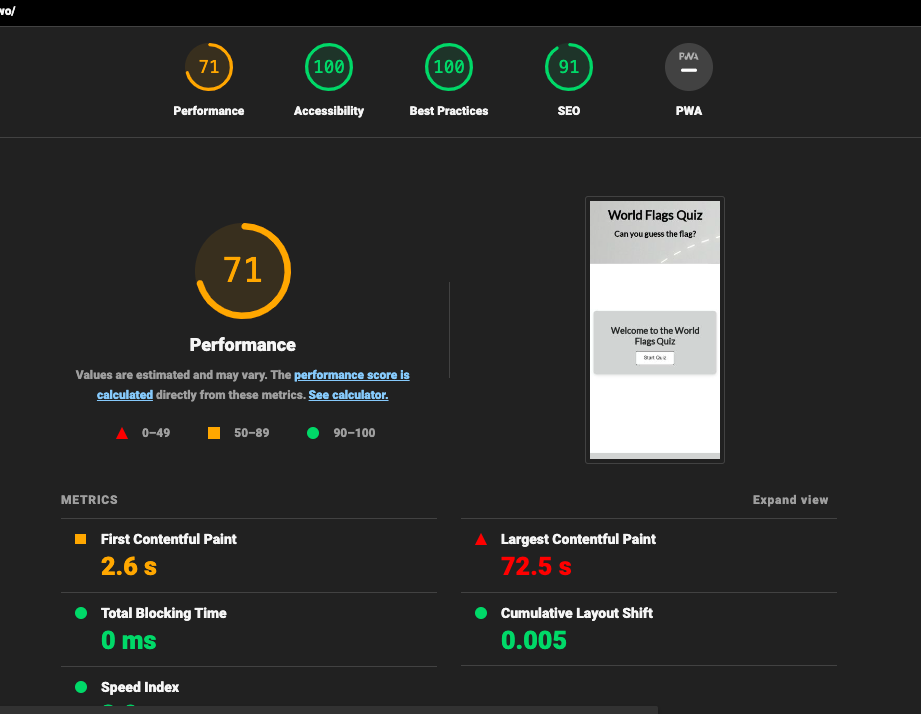 wo/
71
100
100
91
PWA
Performance
Accessibility
Best Practices
SEO
PWA
71
Performance
Values are estimated and may vary. The performance score is
calculated directly from these metrics. See calculator.
0–49
50–89
90–100
World Flags Quiz
Can you guess the flag?
Welcome to the World
Flags Quiz
Start Quiz
METRICS
Expand view
First Contentful Paint
2.6 s
Largest Contentful Paint
72.5 s
Total Blocking Time
0 ms
Cumulative Layout Shift
0.005
Speed Index